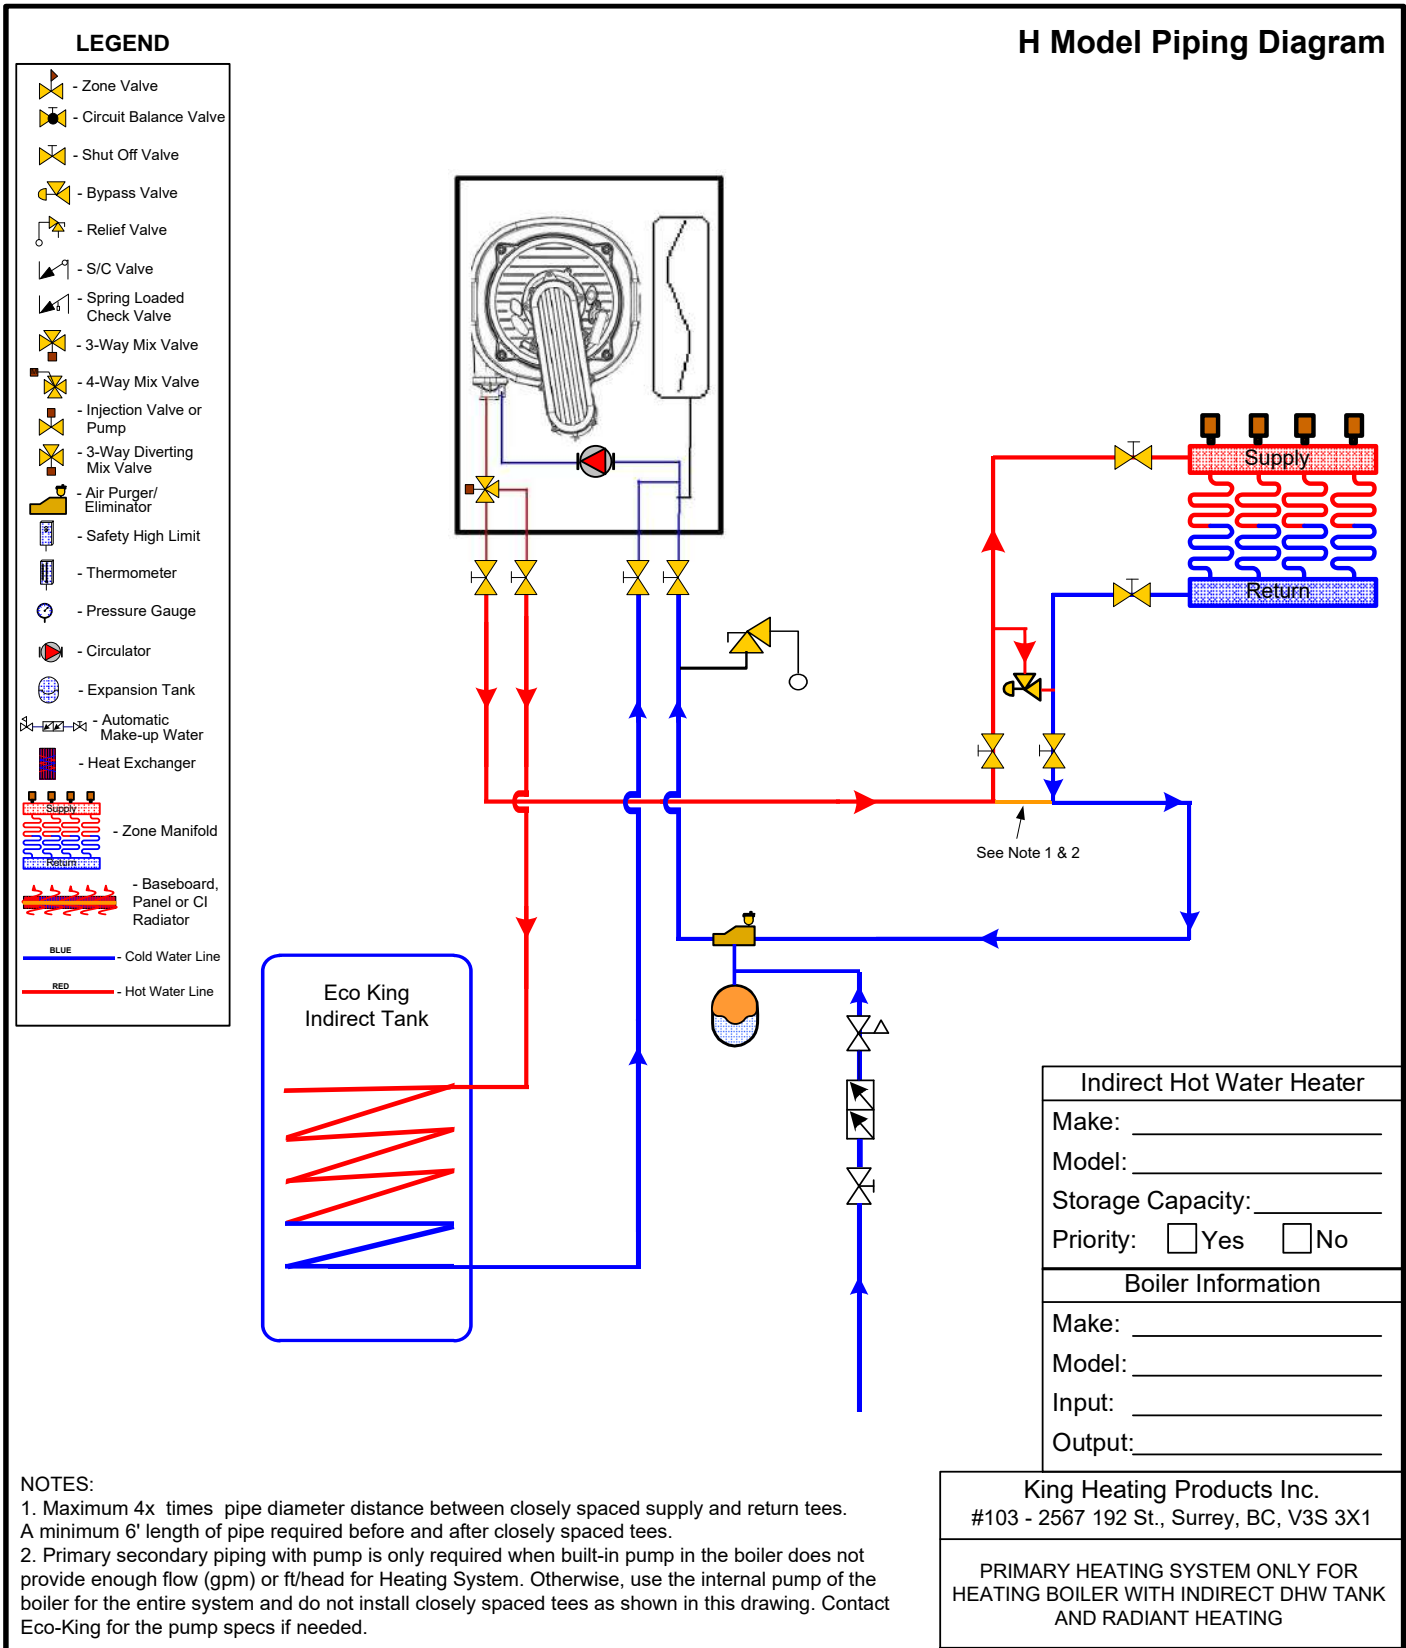 H Model Piping Diagram
LEGEND
- Zone Valve
- Circuit Balance Valve
- Shut Off Valve
- Bypass Valve
- Relief Valve
- S/C Valve
- Spring Loaded
Check Valve
- 3-Way Mix Valve
- 4-Way Mix Valve
- Injection Valve or
Pump
- 3-Way Diverting
Mix Valve
- Air Purger/
Eliminator
- Safety High Limit
- Thermometer
- Pressure Gauge
- Circulator
- Expansion Tank
- Automatic
Make-up Water
- Heat Exchanger
Supply
- Zone Manifold
Return
- Baseboard,
Panel or CI
Radiator
BLUE
- Cold Water Line
RED
- Hot Water Line
Supply
Return
See Note 1 & 2
Eco King
Indirect Tank
Indirect Hot Water Heater
Make:
Model:
Storage Capacity:
Priority: Yes No
Boiler Information
Make:
Model:
Input:
Output:
NOTES:
1. Maximum 4x times pipe diameter distance between closely spaced supply and return tees.
A minimum 6' length of pipe required before and after closely spaced tees.
2. Primary secondary piping with pump is only required when built-in pump in the boiler does not
provide enough flow (gpm) or ft/head for Heating System. Otherwise, use the internal pump of the
boiler for the entire system and do not install closely spaced tees as shown in this drawing. Contact
Eco-King for the pump specs if needed.
King Heating Products Inc.
#103 - 2567 192 St., Surrey, BC, V3S 3X1
PRIMARY HEATING SYSTEM ONLY FOR
HEATING BOILER WITH INDIRECT DHW TANK
AND RADIANT HEATING